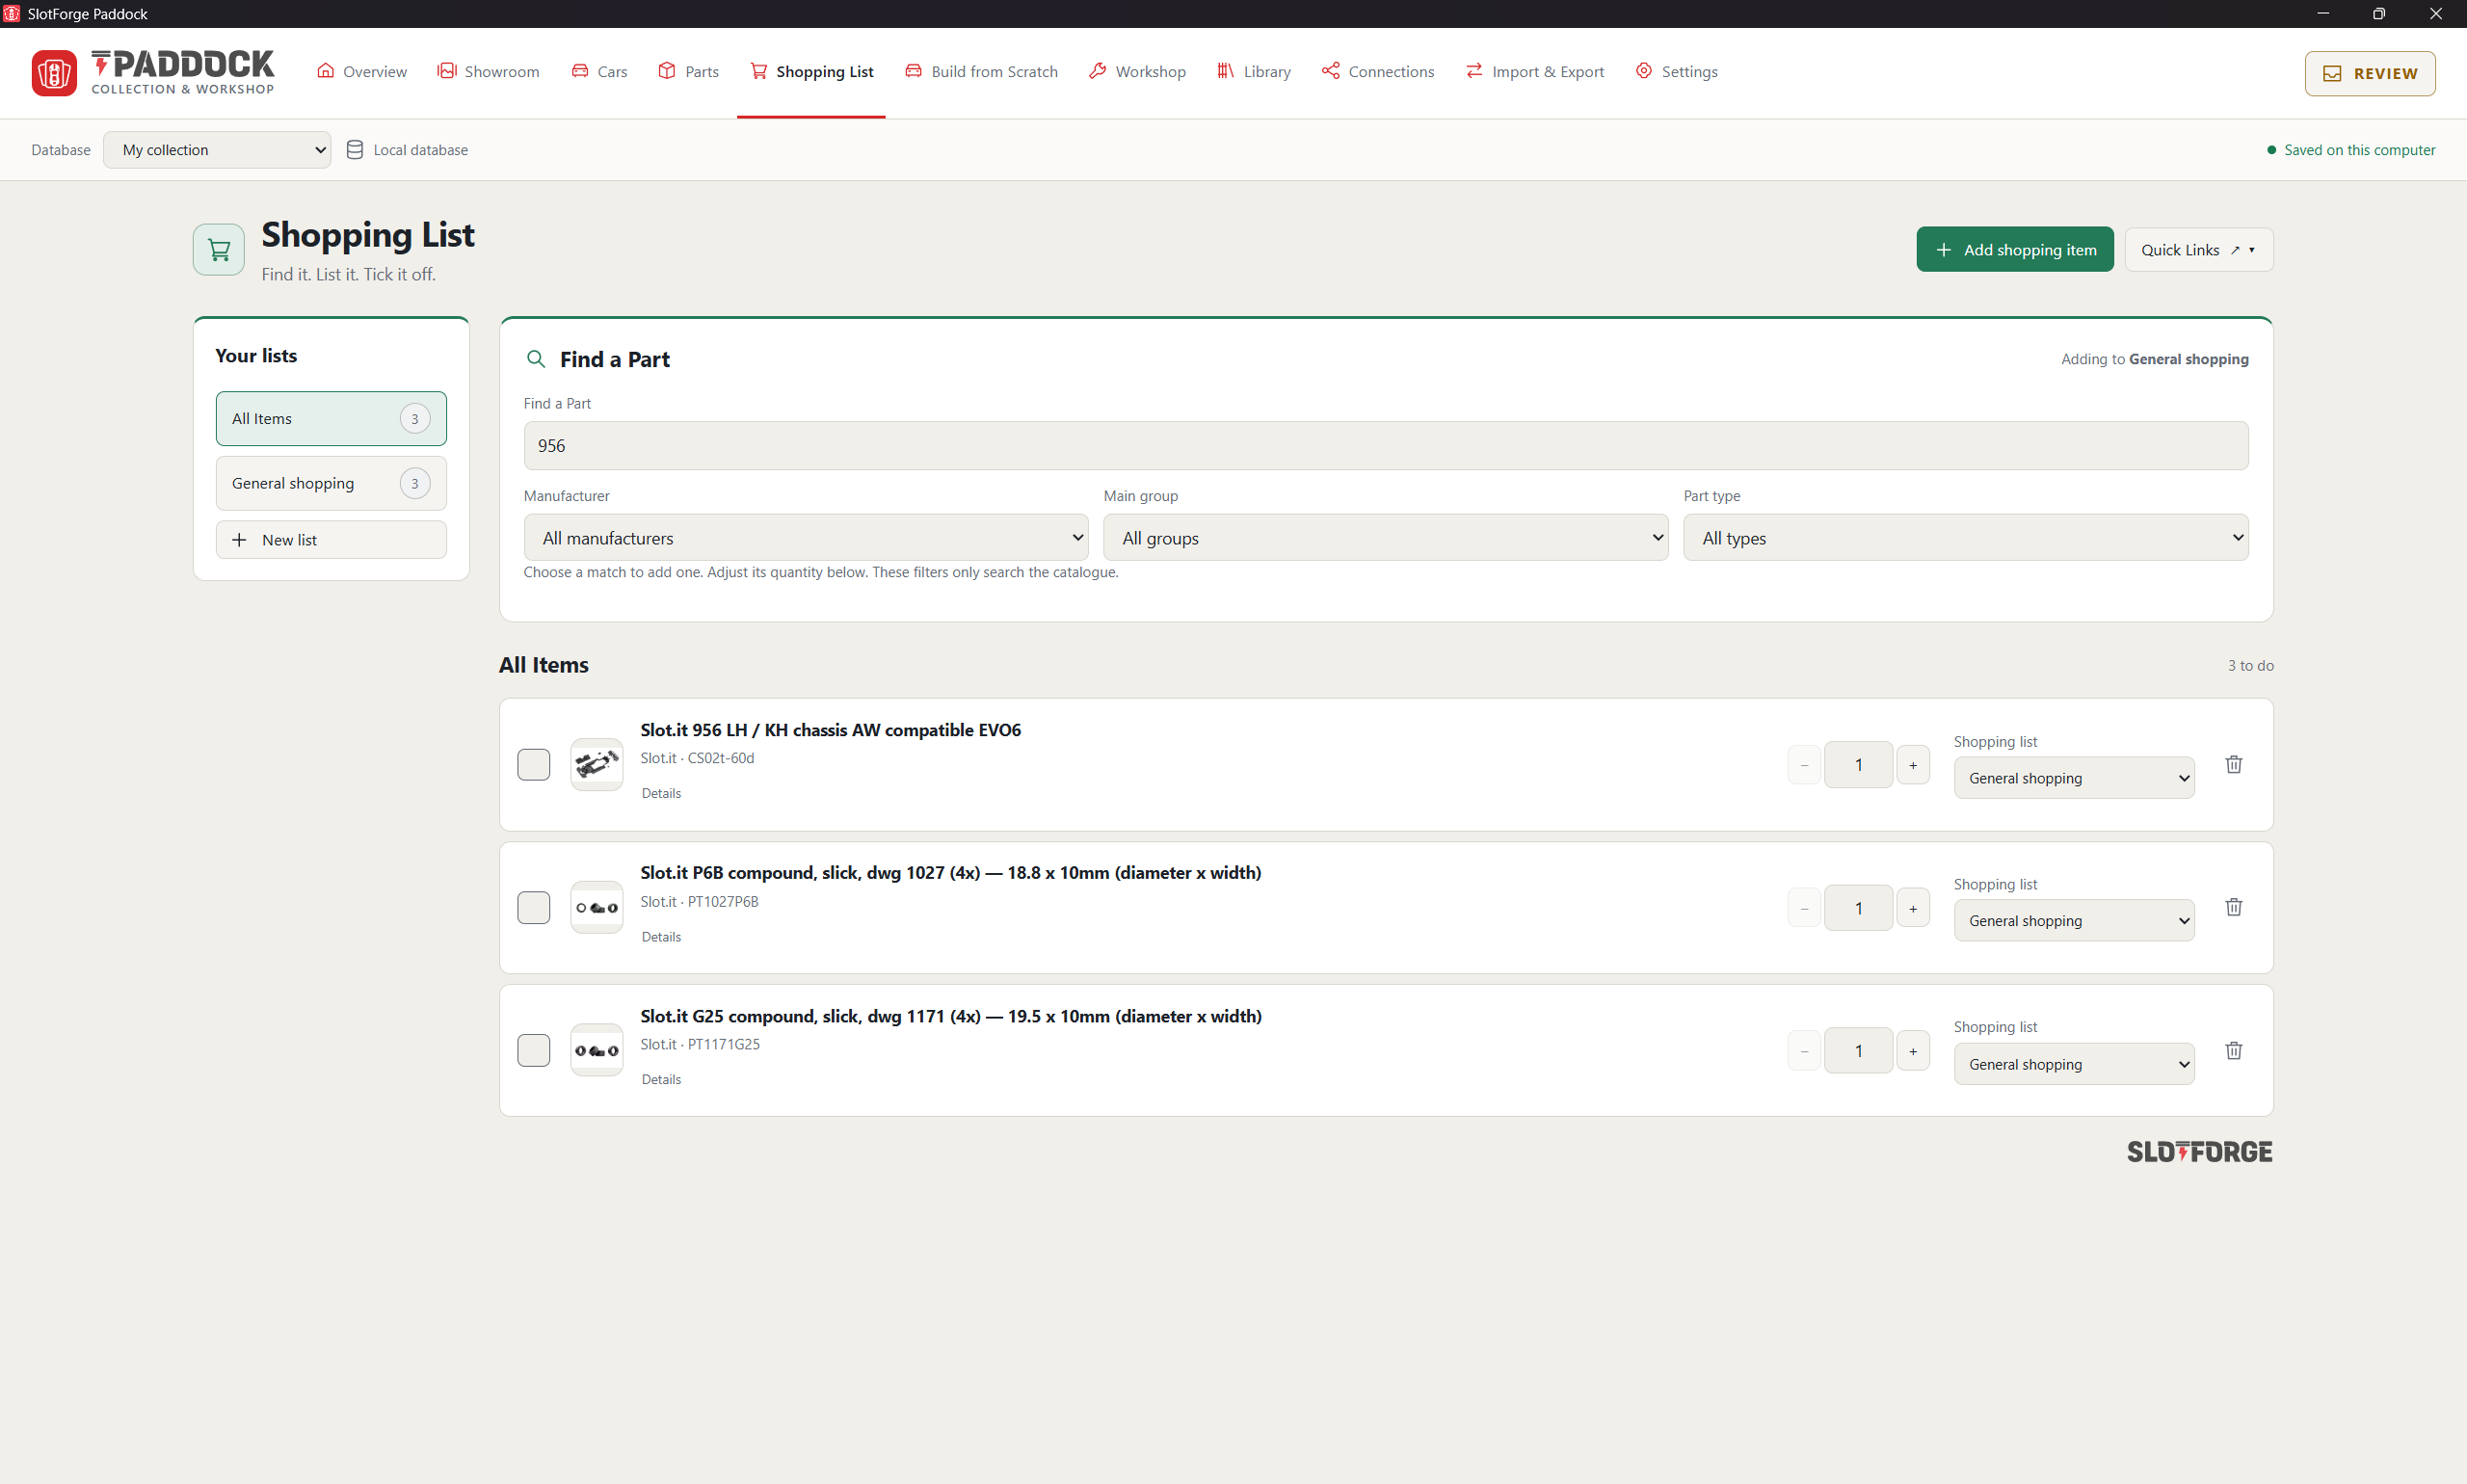 SlotForge Paddock
PADDOCK
COLLECTION & WORKSHOP
Overview
Showroom
Cars
Parts
Shopping List
Build from Scratch
Workshop
Library
Connections
Import & Export
Settings
REVIEW
Database
My collection
Local database
Saved on this computer
Shopping List
Find it. List it. Tick it off.
+ Add shopping item
Quick Links ↗ ▾
Your lists
All Items 3
General shopping 3
+ New list
Find a Part
Adding to General shopping
Find a Part
956
Manufacturer
Main group
Part type
All manufacturers
All groups
All types
Choose a match to add one. Adjust its quantity below. These filters only search the catalogue.
All Items
3 to do
Slot.it 956 LH / KH chassis AW compatible EVO6
Slot.it · CS02t-60d
Details
− 1 +
Shopping list
General shopping
Slot.it P6B compound, slick, dwg 1027 (4x) — 18.8 x 10mm (diameter x width)
Slot.it · PT1027P6B
Details
− 1 +
Shopping list
General shopping
Slot.it G25 compound, slick, dwg 1171 (4x) — 19.5 x 10mm (diameter x width)
Slot.it · PT1171G25
Details
− 1 +
Shopping list
General shopping
SLOTFORGE